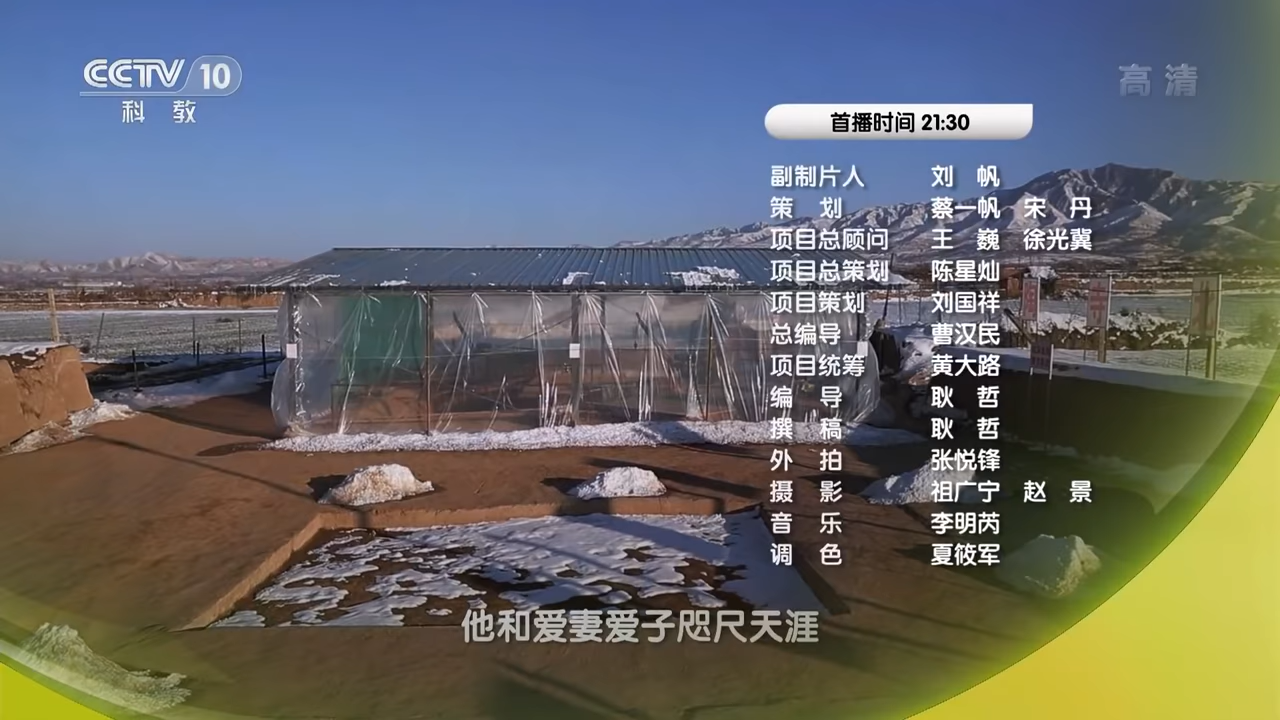 CCTV 10
科教
高清
首播时间 21:30
副制片人 刘帆
策划 蔡一帆 宋丹
项目总顾问 王巍 徐光冀
项目总策划 陈星灿
项目策划 刘国祥
总编导 曹汉民
项目统筹 黄大路
编导 耿哲
撰稿 耿哲
外拍 张悦锋
摄影 祖广宁 赵景
音乐 李明芮
调色 夏筱军
他和爱妻爱子咫尺天涯